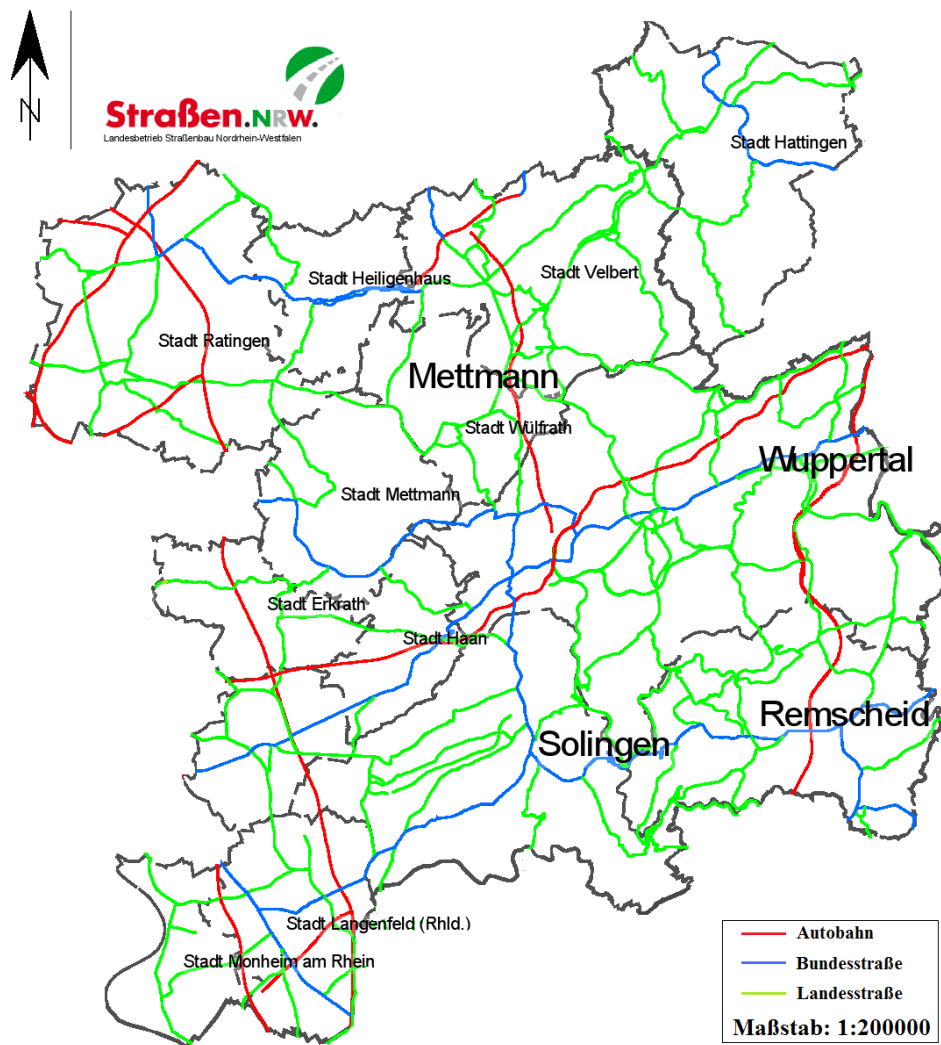 N
Straßen.NRW.
Landesbetrieb Straßenbau Nordrhein-Westfalen
Stadt Hattingen
Stadt Heiligenhaus
Stadt Velbert
Stadt Ratingen
Mettmann
Stadt Wülfrath
Wuppertal
Stadt Mettmann
Stadt Erkrath
Stadt Haan
Remscheid
Solingen
Stadt Langenfeld (Rhld.)
Stadt Monheim am Rhein
Autobahn
Bundesstraße
Landesstraße
Maßstab: 1:200000